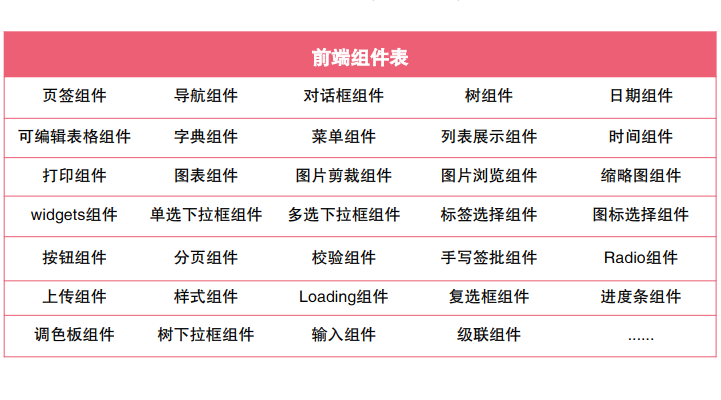 前端组件表
页签组件 导航组件 对话框组件 树组件 日期组件
可编辑表格组件 字典组件 菜单组件 列表展示组件 时间组件
打印组件 图表组件 图片剪裁组件 图片浏览组件 缩略图组件
widgets组件 单选下拉框组件 多选下拉框组件 标签选择组件 图标选择组件
按钮组件 分页组件 校验组件 手写签批组件 Radio组件
上传组件 样式组件 Loading组件 复选框组件 进度条组件
调色板组件 树下拉框组件 输入组件 级联组件 ......